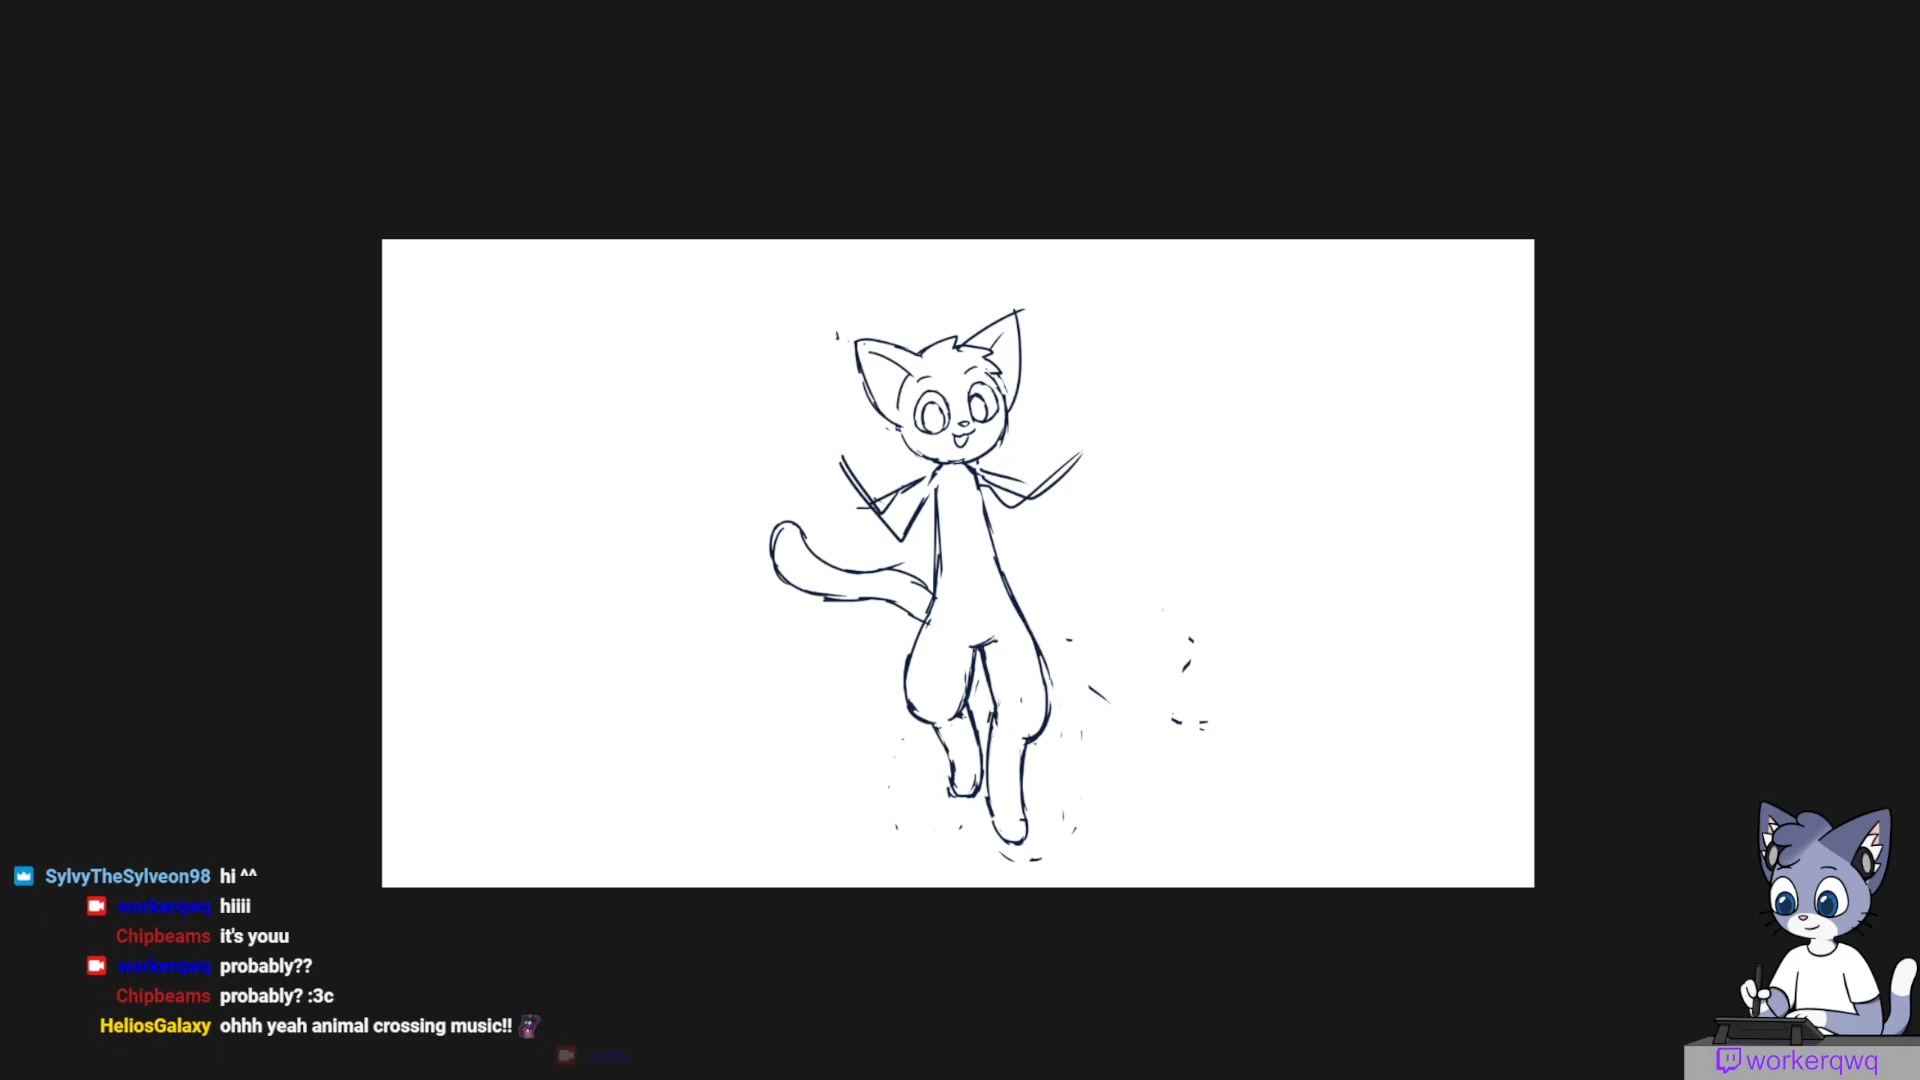 SylvyTheSylveon98 hi ^^
workerqwq hiiii
Chipbeams it's youu
workerqwq probably??
Chipbeams probably? :3c
HeliosGalaxy ohhh yeah animal crossing music!!
workerqwq